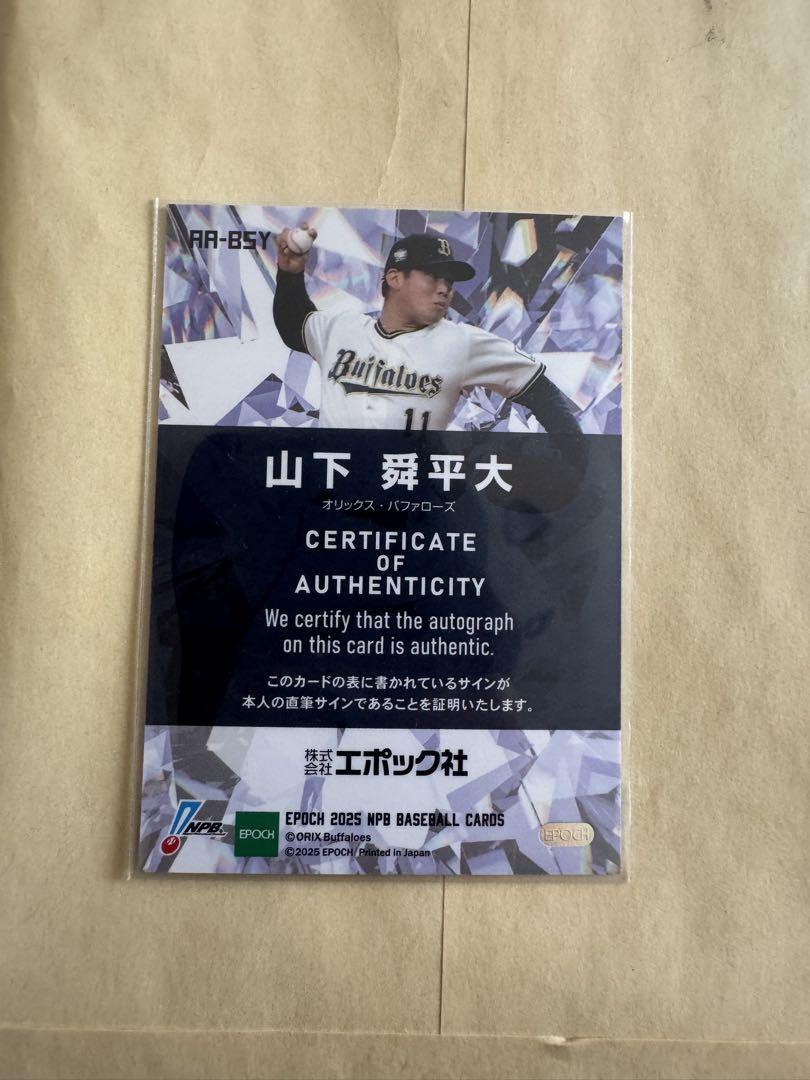 AA-BSY
B
Buffaloes
11
山下 舜平大
オリックス・バファローズ
CERTIFICATE
OF
AUTHENTICITY
We certify that the autograph
on this card is authentic.
このカードの表に書かれているサインが
本人の直筆サインであることを証明いたします。
株式会社 エポック社
NPB
EPOCH
EPOCH 2025 NPB BASEBALL CARDS
©ORIX Buffaloes
©2025 EPOCH Printed in Japan
EPOCH